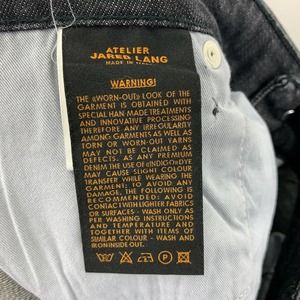 ATELIER
JARED LANG
MADE IN
WARNING!
THE «WORN-OUT» LOOK OF THE
GARMENT IS OBTAINED WITH
SPECIAL HAN MADE TREATMENTS
AND INNOVATIVE PROCESSING
THEREFORE ANY IRREGULARITY
AMONG GARMENTS AS WELL AS
TORN OR WORN-OUT YARNS
MAY NOT BE CLAIMED AS
DEFECTS. AS ANY PREMIUM
DENIM THE USE OF «INDIGO» DYE
MAY CAUSE SLIGHT COLOUR
TRANSFER WHILE WEARING THE
GARMENT; TO AVOID ANY
DAMAGE, THE FOLLOWING IS
RECOMMENDED - AVOID
CONTACT WITH LIGHTER FABRICS
/ OR SURFACES - WASH ONLY AS
PER WASHING INSTRUCTIONS
AND TEMPERATURE AND
TOGETHER WITH ITEMS OF
SIMILAR COLOUR - WASH AND
IRON INSIDE OUT.